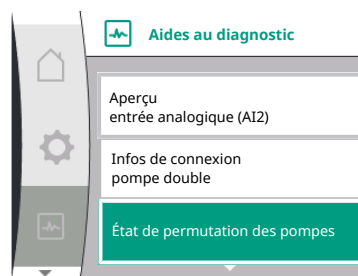 Aides au diagnostic
Aperçu
entrée analogique (AI2)
Infos de connexion
pompe double
État de permutation des pompes